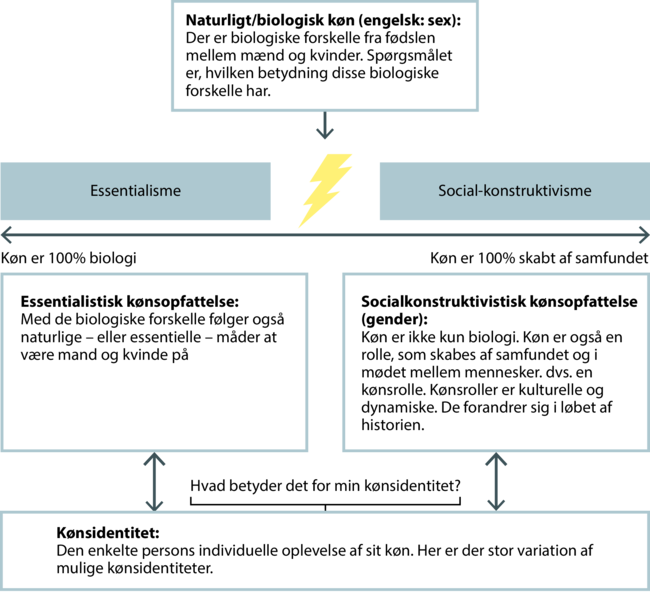 Naturligt/biologisk køn (engelsk: sex):
Der er biologiske forskelle fra fødslen
mellem mænd og kvinder. Spørgsmålet
er, hvilken betydning disse biologiske
forskelle har.
Essentialisme
Social-konstruktivisme
Køn er 100% biologi
Køn er 100% skabt af samfundet
Essentialistisk kønsopfattelse:
Med de biologiske forskelle følger også
naturlige – eller essentielle – måder at
være mand og kvinde på
Socialkonstruktivistisk kønsopfattelse
(gender):
Køn er ikke kun biologi. Køn er også en
rolle, som skabes af samfundet og i
mødet mellem mennesker. dvs. en
kønsrolle. Kønsroller er kulturelle og
dynamiske. De forandrer sig i løbet af
historien.
Hvad betyder det for min kønsidentitet?
Kønsidentitet:
Den enkelte persons individuelle oplevelse af sit køn. Her er der stor variation af
mulige kønsidentiteter.